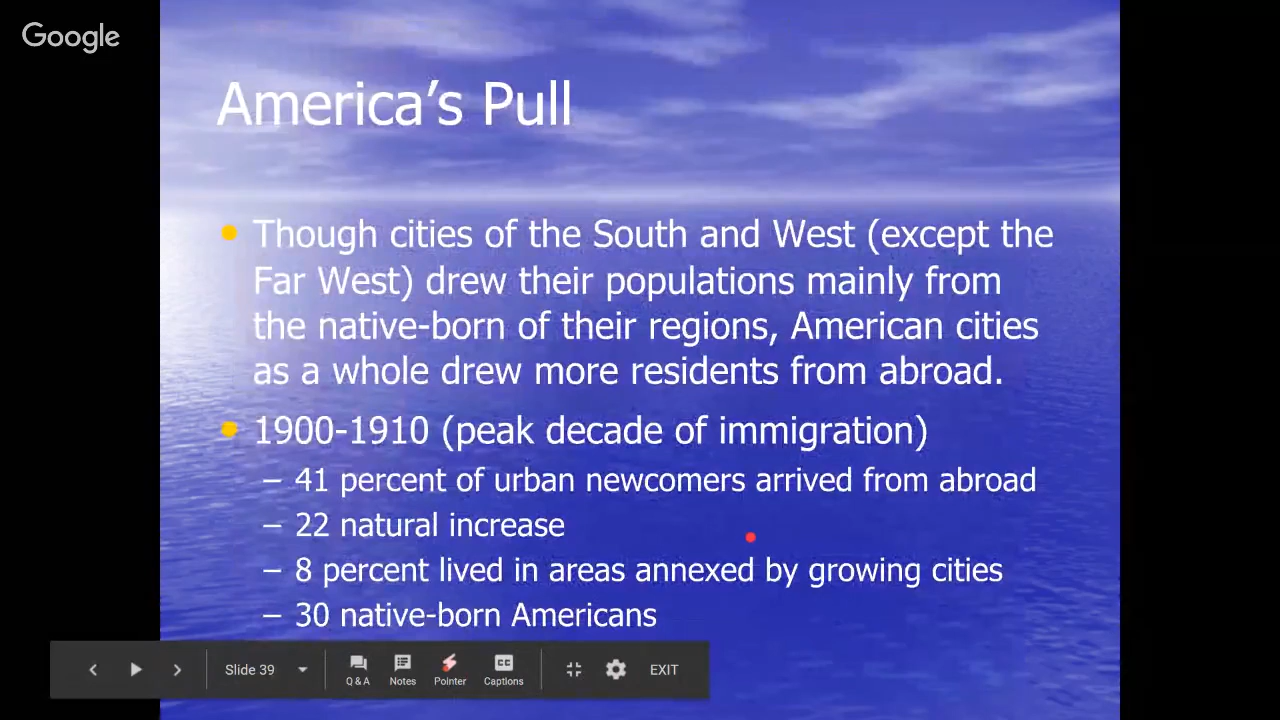 Google
America's Pull
• Though cities of the South and West (except the
Far West) drew their populations mainly from
the native-born of their regions, American cities
as a whole drew more residents from abroad.
• 1900-1910 (peak decade of immigration)
– 41 percent of urban newcomers arrived from abroad
– 22 natural increase
– 8 percent lived in areas annexed by growing cities
– 30 native-born Americans
Slide 39
Q & A
Notes
Pointer
CC
Captions
EXIT